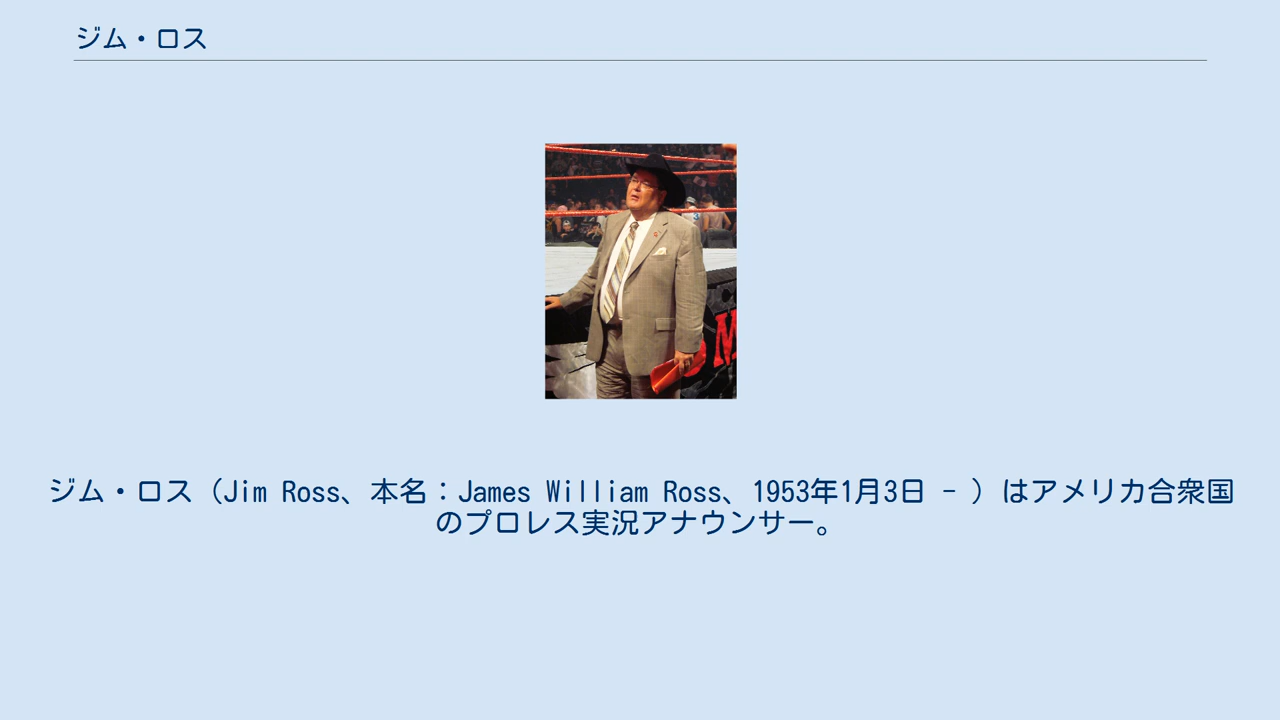 ジム・ロス
ジム・ロス（Jim Ross、本名：James William Ross、1953年1月3日 - ）はアメリカ合衆国
のプロレス実況アナウンサー。